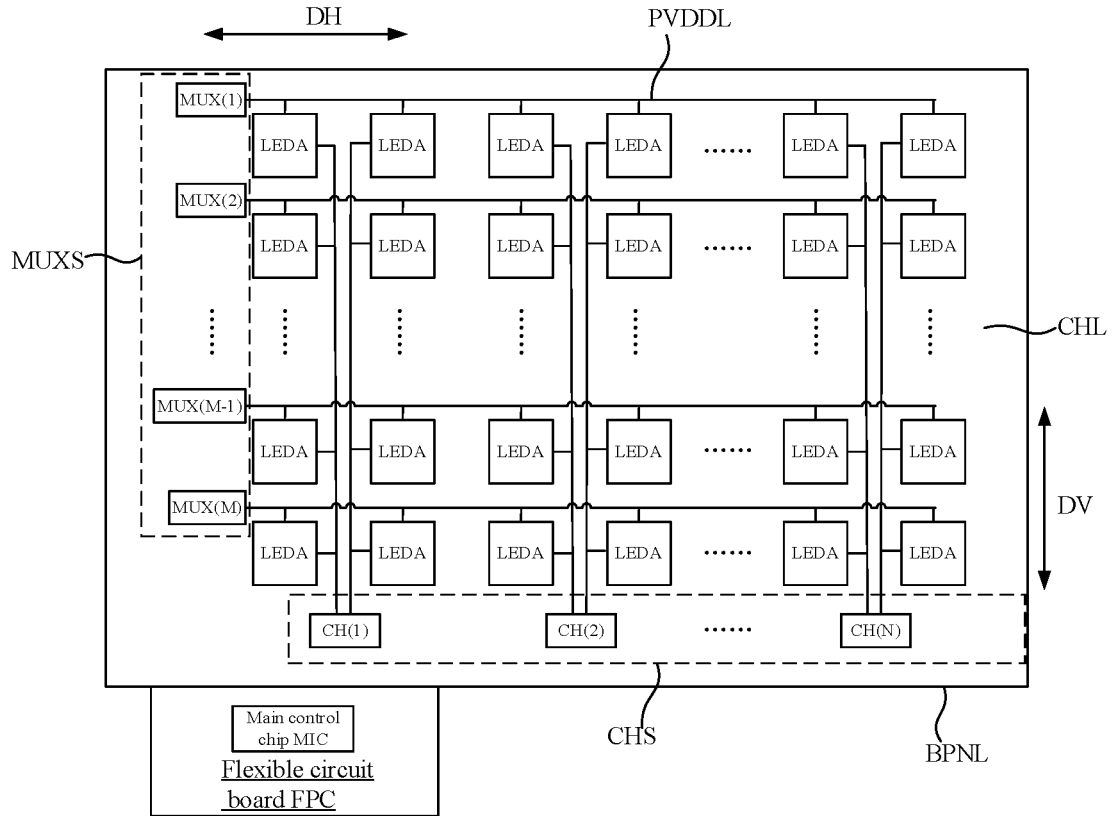 DH
PVDDL
MUX(1)
LEDA LEDA LEDA LEDA ...... LEDA LEDA
MUX(2)
MUXS
LEDA LEDA LEDA LEDA ...... LEDA LEDA
CHL
MUX(M-1)
LEDA LEDA LEDA LEDA ...... LEDA LEDA
MUX(M)
DV
LEDA LEDA LEDA LEDA ...... LEDA LEDA
CH(1) CH(2) ...... CH(N)
Main control
chip MIC
CHS
BPNL
Flexible circuit
board FPC